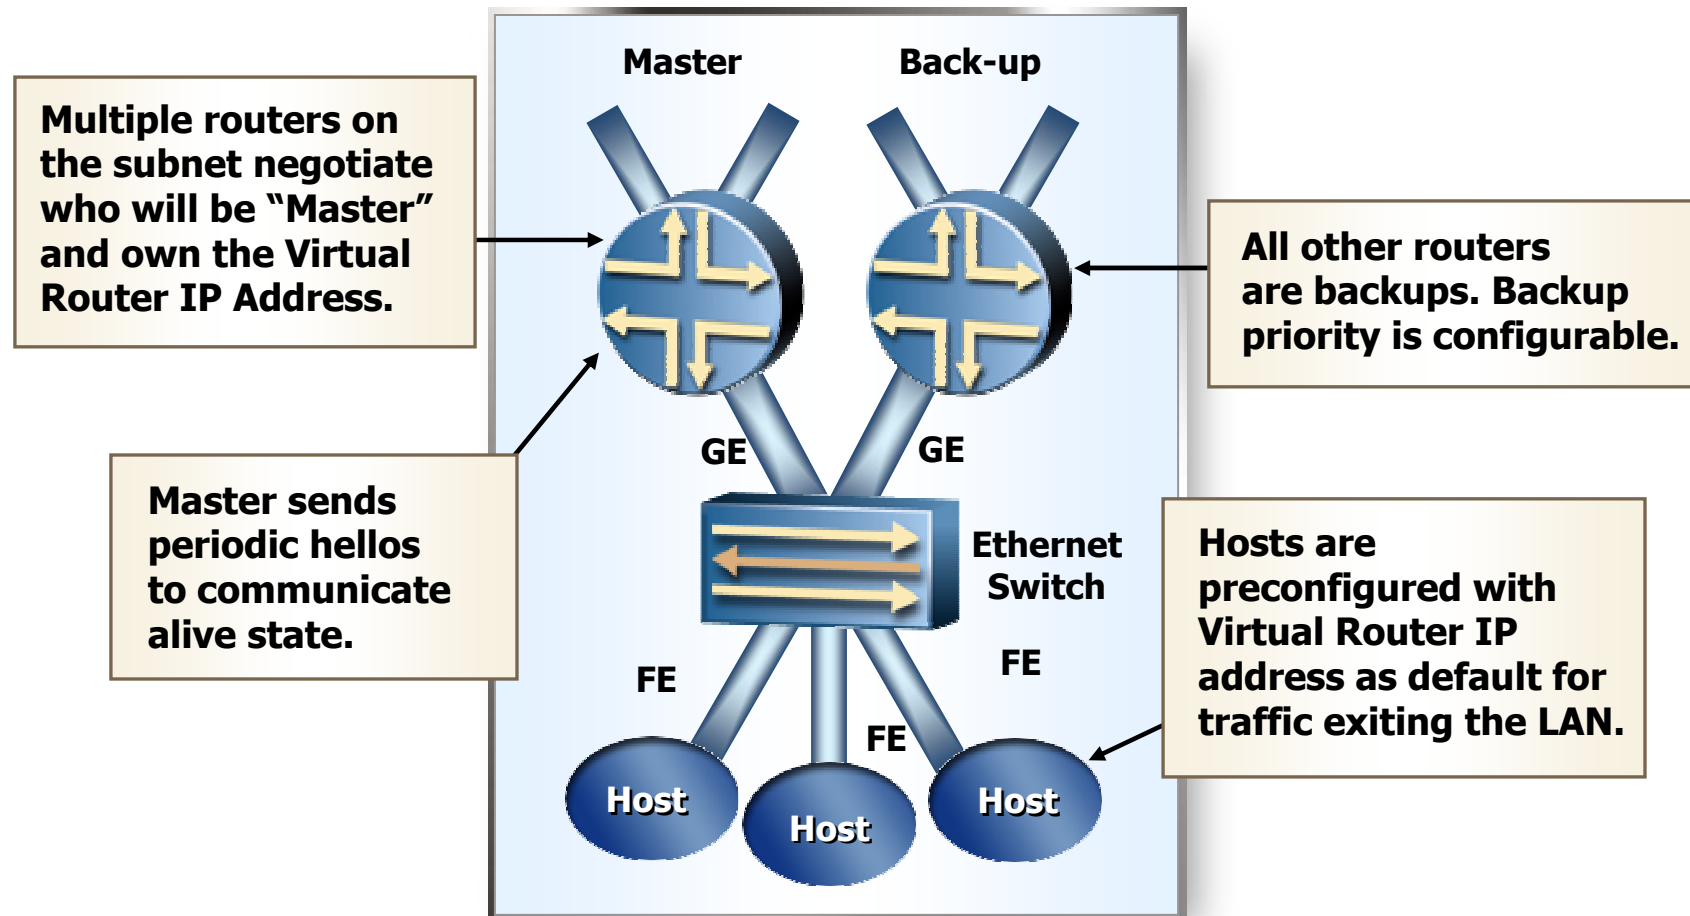 Master
Back-up
Multiple routers on
the subnet negotiate
who will be “Master”
and own the Virtual
Router IP Address.
All other routers
are backups. Backup
priority is configurable.
GE
GE
Master sends
periodic hellos
to communicate
alive state.
Ethernet
Switch
Hosts are
preconfigured with
Virtual Router IP
address as default for
traffic exiting the LAN.
FE
FE
FE
Host
Host
Host